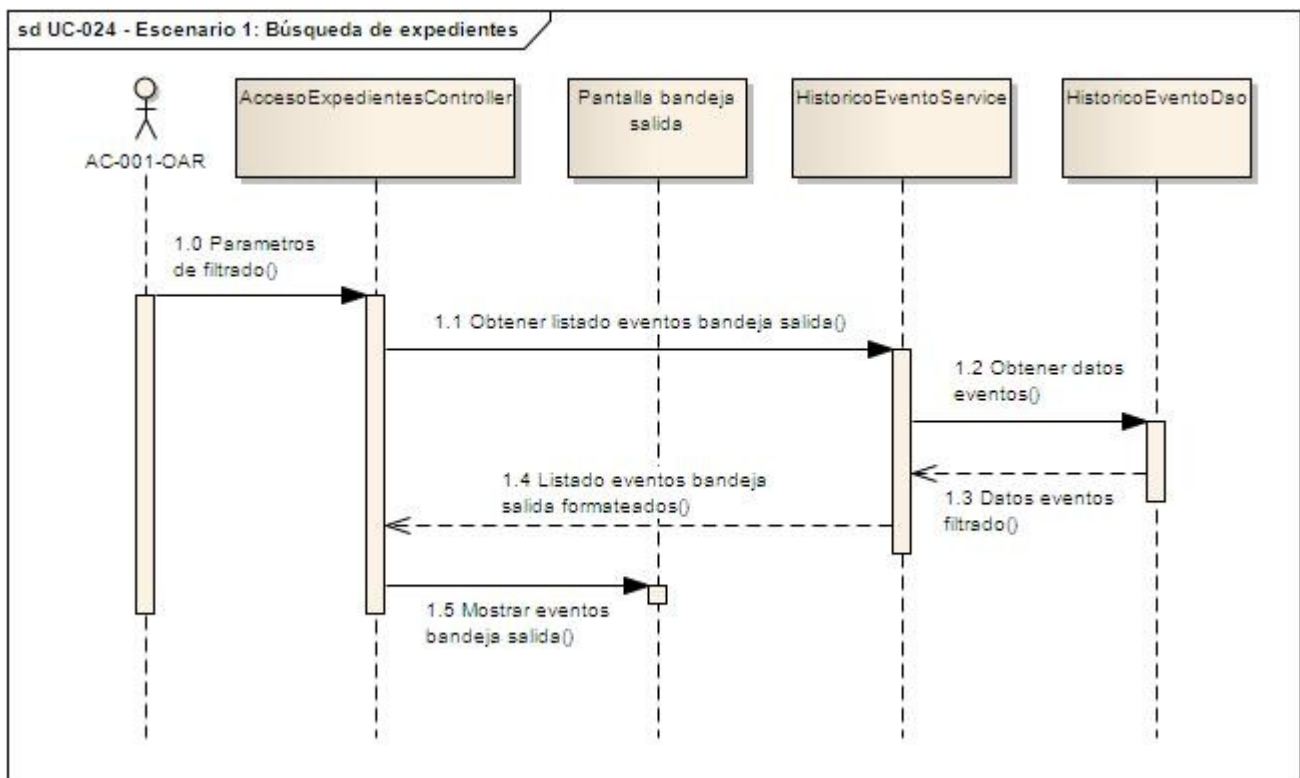 sd UC-024 - Escenario 1: Búsqueda de expedientes
AC-001-OAR
AccesoExpedientesController
Pantalla bandeja
salida
HistoricoEventoService
HistoricoEventoDao
1.0 Parametros
de filtrado()
1.1 Obtener listado eventos bandeja salida()
1.2 Obtener datos
eventos()
1.3 Datos eventos
filtrado()
1.4 Listado eventos bandeja
salida formateados()
1.5 Mostrar eventos
bandeja salida()